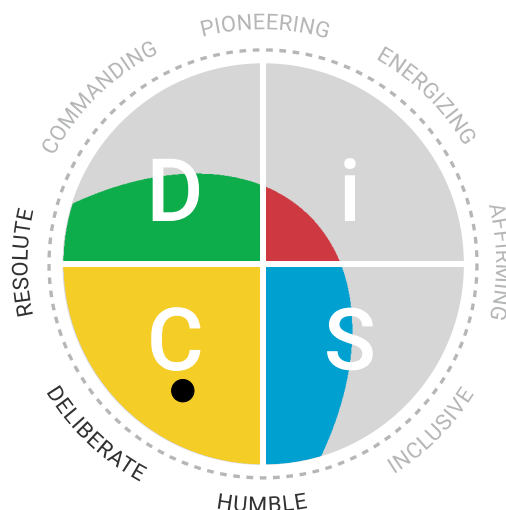 PIONEERING
COMMANDING
ENERGIZING
D
i
RESOLUTE
AFFIRMING
C
S
DELIBERATE
INCLUSIVE
HUMBLE